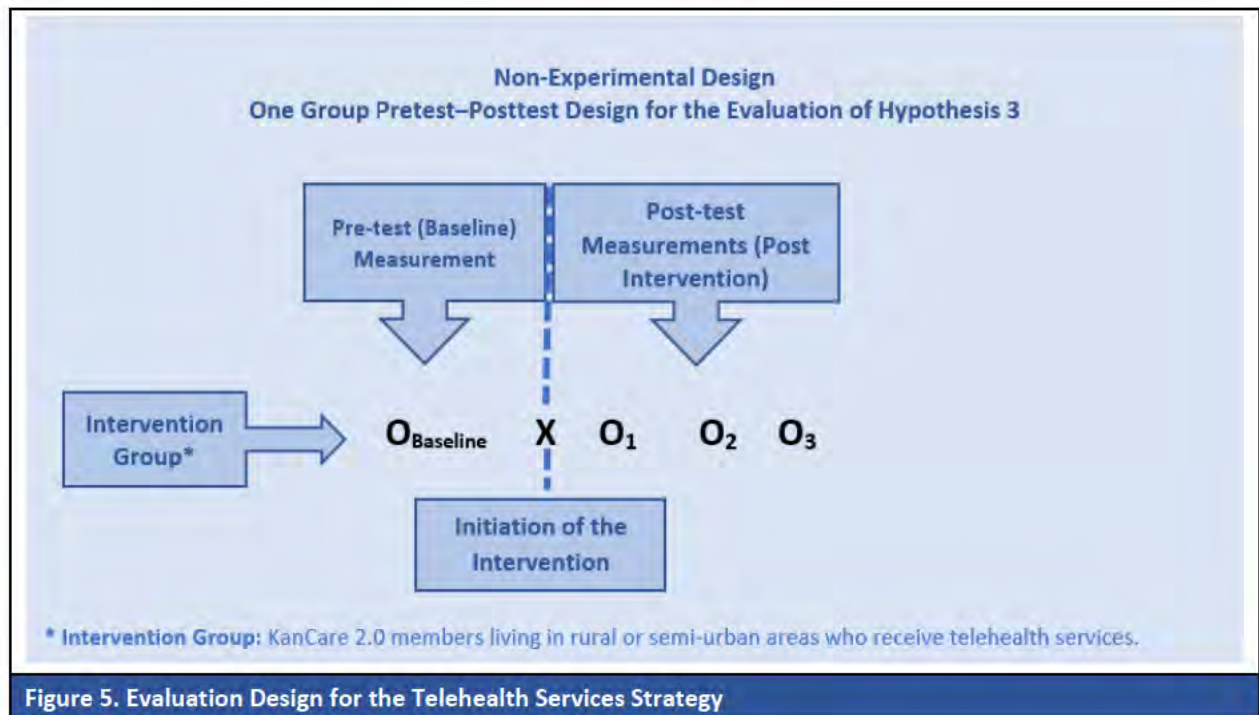 Non-Experimental Design
One Group Pretest–Posttest Design for the Evaluation of Hypothesis 3
Pre-test (Baseline)
Measurement
Post-test
Measurements (Post
Intervention)
Intervention
Group*
OBaseline X O1 O2 O3
Initiation of the
Intervention
* Intervention Group: KanCare 2.0 members living in rural or semi-urban areas who receive telehealth services.
Figure 5. Evaluation Design for the Telehealth Services Strategy